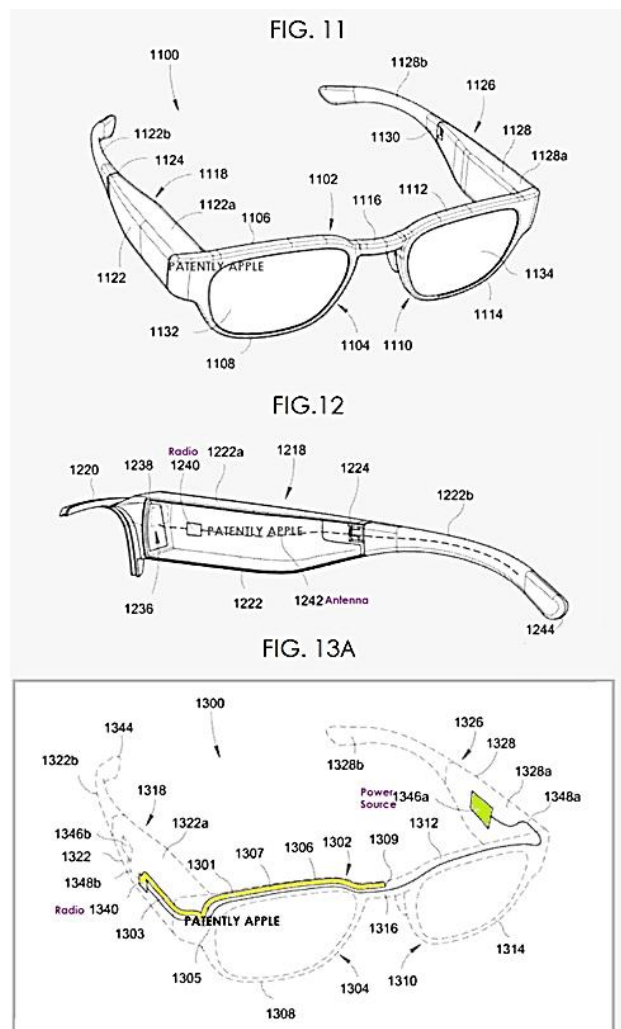 FIG. 11
1100
1128b
1126
1122b
1130
1128
1124
1118
1128a
1102
1116
1112
1122a
1106
PATENTLY APPLE
1122
1134
1132
1114
1108
1104
1110
FIG.12
Radio
1220
1238
1240
1222a
1218
1224
1222b
PATENTLY APPLE
1236
1222
1242 Antenna
1244
FIG. 13A
1300
1344
1326
1322b
1328b
1328
1318
Power
Source
1328a
1346a
1348a
1346b
1322a
1312
1309
1322
1301
1307
1306
1302
1348b
Radio 1340
PATENTLY APPLE
1303
1316
1305
1314
1304
1310
1308